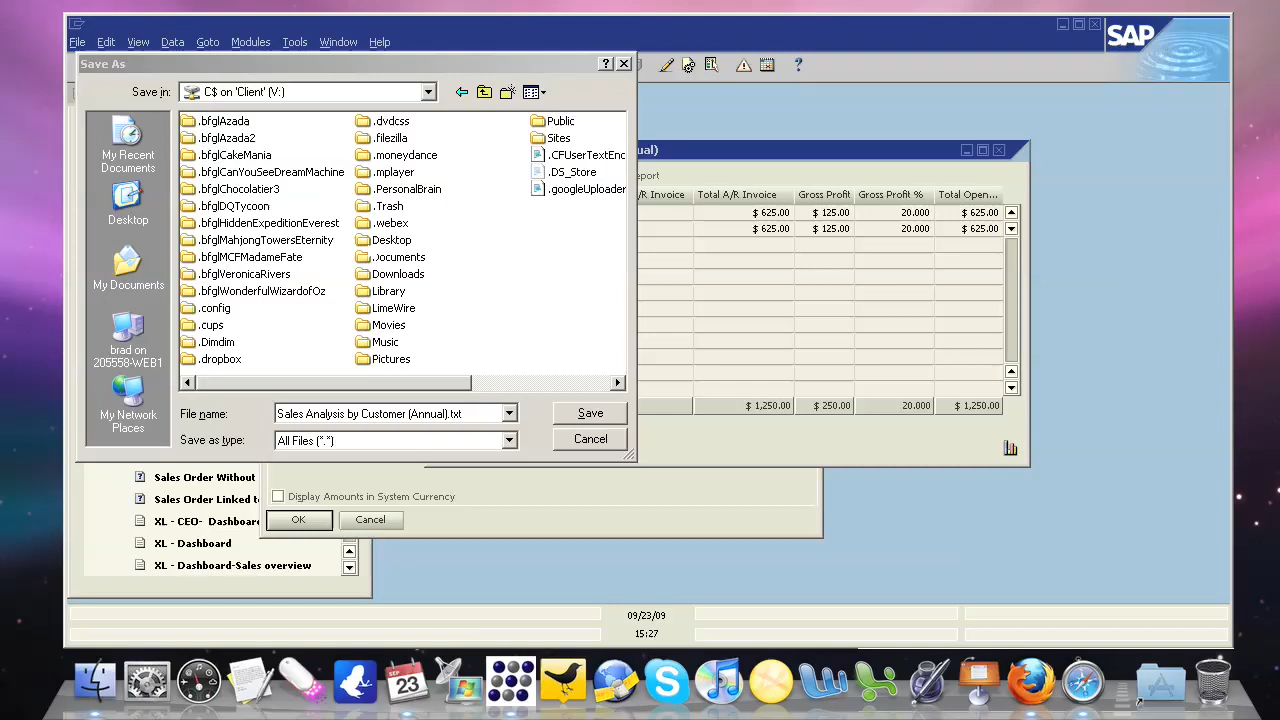 File Edit View Data Goto Modules Tools Window Help
SAP
Save As
Save in: C$ on 'Client' (V:)
My Recent Documents
Desktop
My Documents
brad on 205558-WEB1
My Network Places
.bfglAzada
.bfglAzada2
.bfglCakeMania
.bfglCanYouSeeDreamMachine
.bfglChocolatier3
.bfglDQTycoon
.bfglHiddenExpeditionEverest
.bfglMahjongTowersEternity
.bfglMCFMadameFate
.bfglVeronicaRivers
.bfglWonderfulWizardofOz
.config
.cups
.Dimdim
.dropbox
.dvdcss
.filezilla
.moneydance
.mplayer
.PersonalBrain
.Trash
.webex
Desktop
Documents
Downloads
Library
LimeWire
Movies
Music
Pictures
Public
Sites
.CFUserTextEnc
.DS_Store
.googleUploader
File name: Sales Analysis by Customer (Annual).txt Save
Save as type: All Files (*.*) Cancel
ual)
eport
/R Invoice Total A/R Invoice Gross Profit Gross Profit % Total Open...
$ 625.00 $ 125.00 20.000 $ 625.00
$ 625.00 $ 125.00 20.000 $ 625.00
$ 1,250.00 $ 250.00 20.000 $ 1,250.00
Sales Order Without
Sales Order Linked to
XL - CEO- Dashboard
XL - Dashboard
XL - Dashboard-Sales overview
Display Amounts in System Currency
OK Cancel
09/23/09
15:27
SEP
23